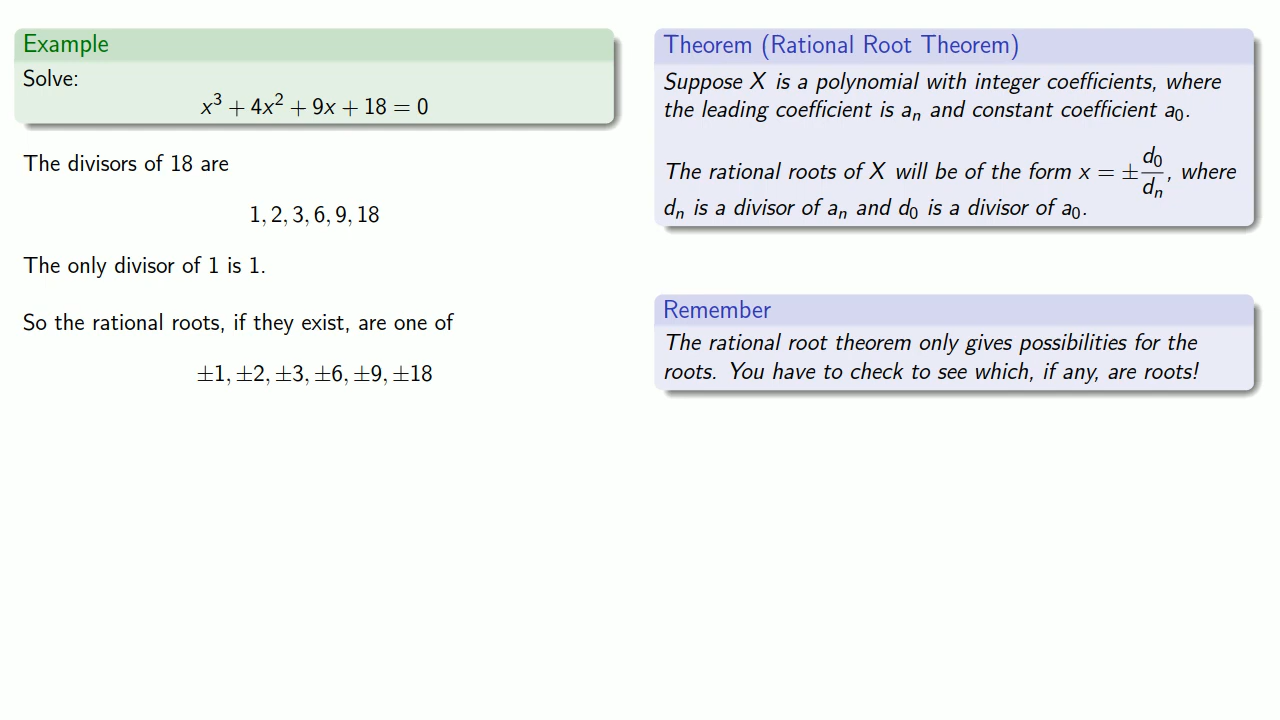 Example
Solve:
x³ + 4x² + 9x + 18 = 0
The divisors of 18 are
1, 2, 3, 6, 9, 18
The only divisor of 1 is 1.
So the rational roots, if they exist, are one of
±1, ±2, ±3, ±6, ±9, ±18
Theorem (Rational Root Theorem)
Suppose X is a polynomial with integer coefficients, where
the leading coefficient is aₙ and constant coefficient a₀.
The rational roots of X will be of the form x = ±d₀/dₙ, where
dₙ is a divisor of aₙ and d₀ is a divisor of a₀.
Remember
The rational root theorem only gives possibilities for the
roots. You have to check to see which, if any, are roots!